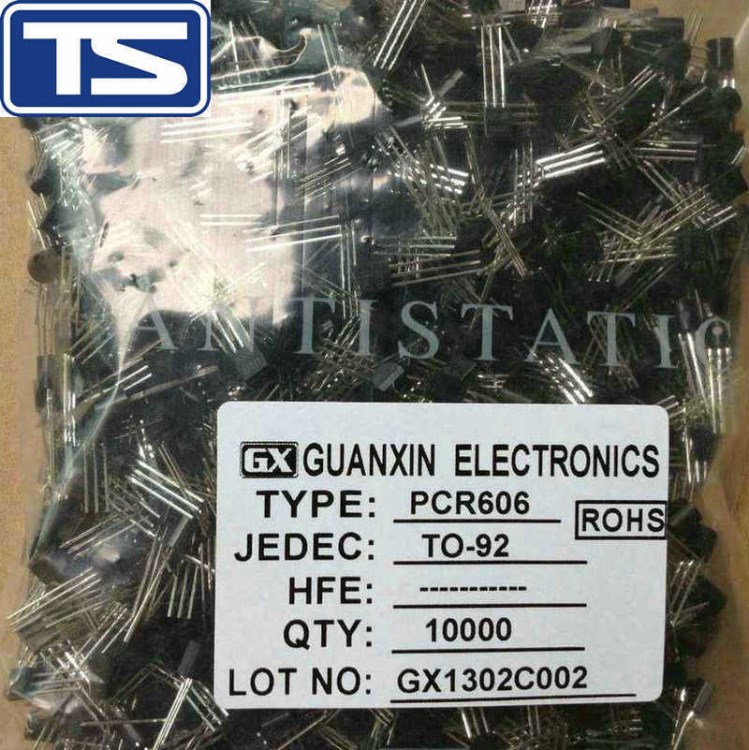 TS
ANTISTATIC
GX GUANXIN ELECTRONICS
TYPE: PCR606
ROHS
JEDEC: TO-92
HFE: -----------
QTY: 10000
LOT NO: GX1302C002